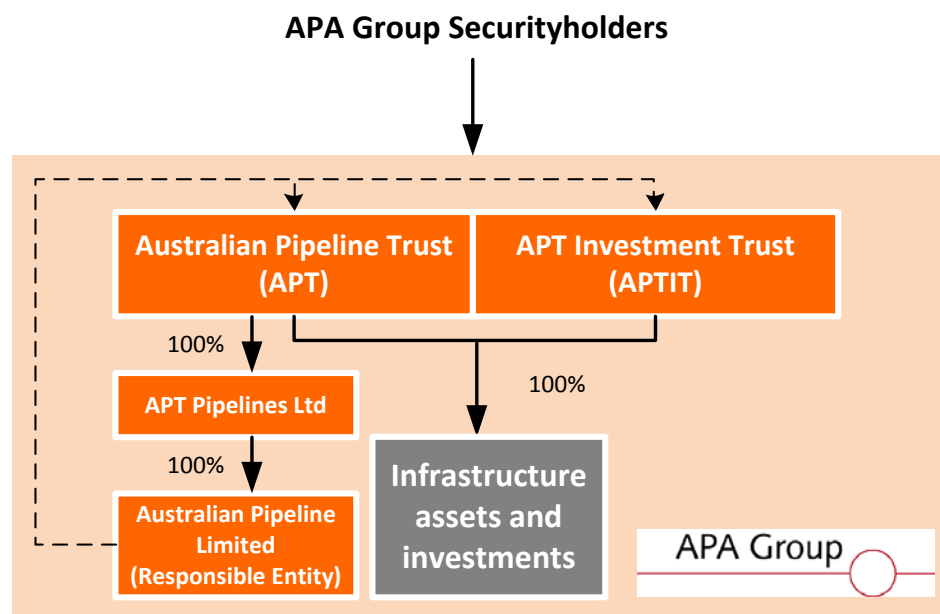 APA Group Securityholders
Australian Pipeline Trust
(APT)
APT Investment Trust
(APTIT)
100%
100%
APT Pipelines Ltd
100%
Australian Pipeline
Limited
(Responsible Entity)
Infrastructure
assets and
investments
APA Group